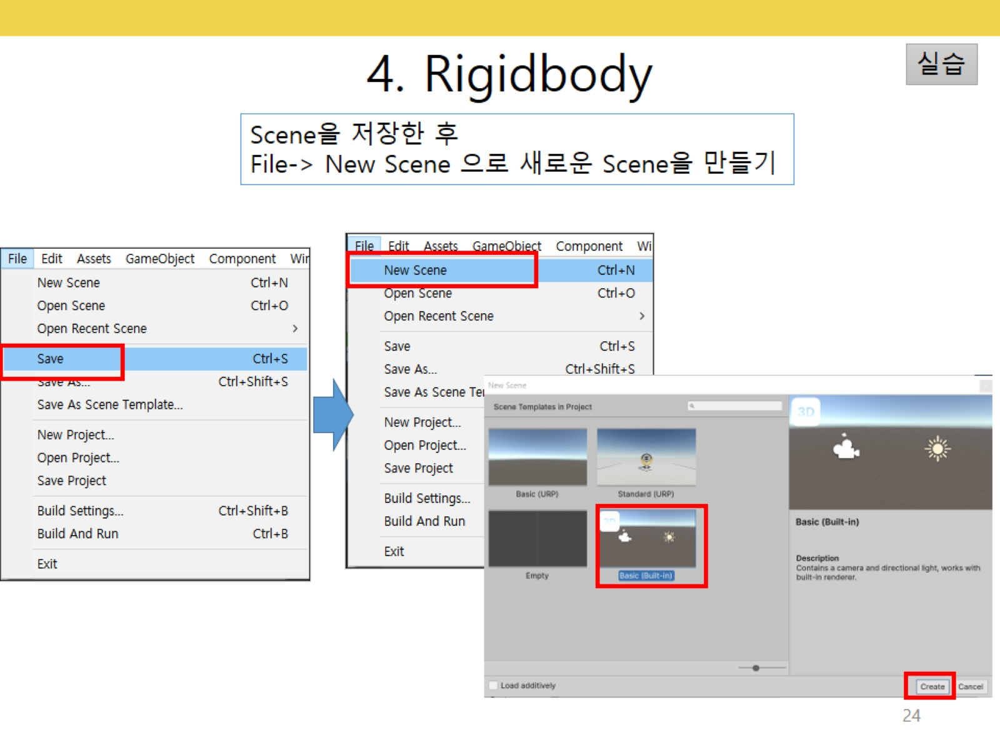 4. Rigidbody
실습
Scene을 저장한 후
File-> New Scene 으로 새로운 Scene을 만들기
File Edit Assets GameObject Component Wir
New Scene Ctrl+N
Open Scene Ctrl+O
Open Recent Scene >
Save Ctrl+S
Save As... Ctrl+Shift+S
Save As Scene Template...
New Project...
Open Project...
Save Project
Build Settings... Ctrl+Shift+B
Build And Run Ctrl+B
Exit
File Edit Assets GameObject Component Wi
New Scene Ctrl+N
Open Scene Ctrl+O
Open Recent Scene >
Save Ctrl+S
Save As... Ctrl+Shift+S
Save As Scene Ter
New Project...
Open Project...
Save Project
Build Settings...
Build And Run
Exit
New Scene
Scene Templates in Project
3D
Basic (URP)
Standard (URP)
Empty
3D
Basic (Built-in)
Basic (Built-in)
Description
Contains a camera and directional light, works with
built-in renderer.
Load additively
Create Cancel
24